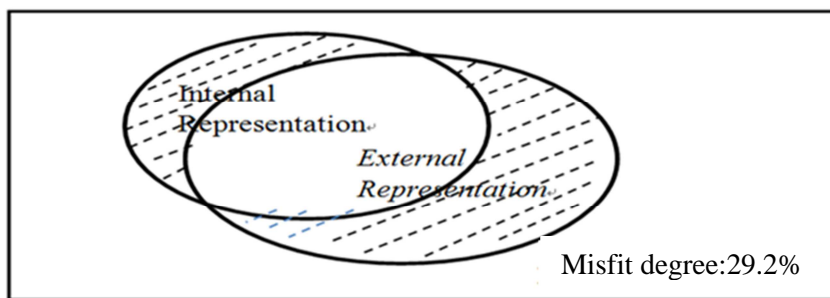 Internal
Representation
External
Representation
Misfit degree:29.2%